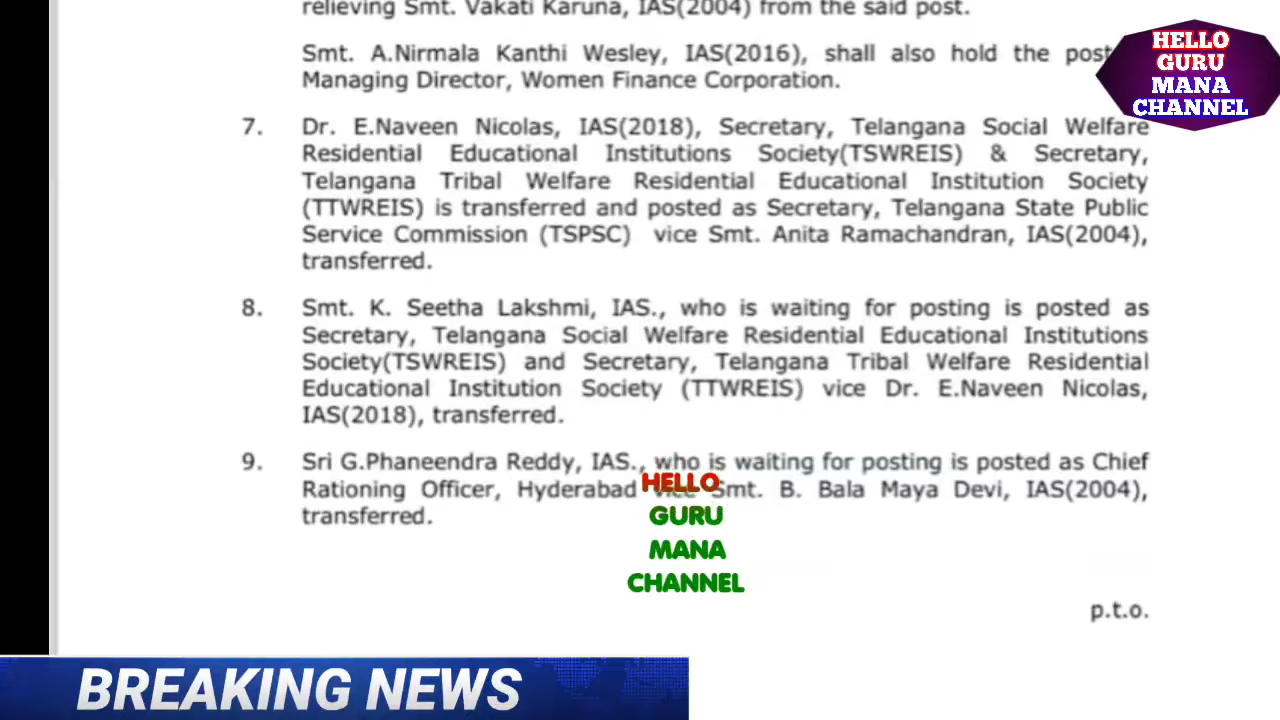 relieving Smt. Vakati Karuna, IAS(2004) from the said post.
Smt. A.Nirmala Kanthi Wesley, IAS(2016), shall also hold the post
Managing Director, Women Finance Corporation.
HELLO
GURU
MANA
CHANNEL
7. Dr. E.Naveen Nicolas, IAS(2018), Secretary, Telangana Social Welfare
Residential Educational Institutions Society(TSWREIS) & Secretary,
Telangana Tribal Welfare Residential Educational Institution Society
(TTWREIS) is transferred and posted as Secretary, Telangana State Public
Service Commission (TSPSC) vice Smt. Anita Ramachandran, IAS(2004),
transferred.
8. Smt. K. Seetha Lakshmi, IAS., who is waiting for posting is posted as
Secretary, Telangana Social Welfare Residential Educational Institutions
Society(TSWREIS) and Secretary, Telangana Tribal Welfare Residential
Educational Institution Society (TTWREIS) vice Dr. E.Naveen Nicolas,
IAS(2018), transferred.
9. Sri G.Phaneendra Reddy, IAS., who is waiting for posting is posted as Chief
Rationing Officer, Hyderabad vice Smt. B. Bala Maya Devi, IAS(2004),
transferred.
HELLO
GURU
MANA
CHANNEL
p.t.o.
BREAKING NEWS